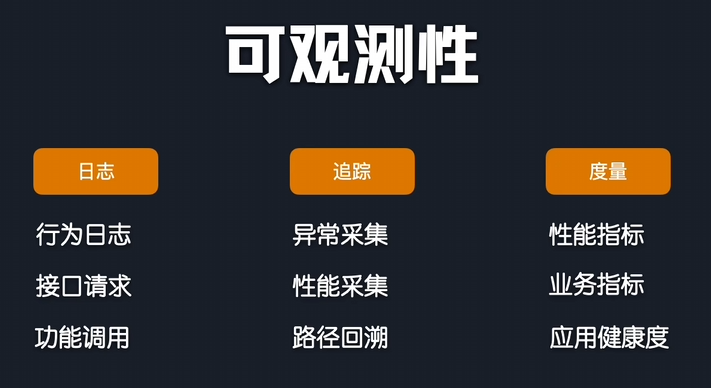 可观测性
日志
追踪
度量
行为日志
异常采集
性能指标
接口请求
性能采集
业务指标
功能调用
路径回溯
应用健康度